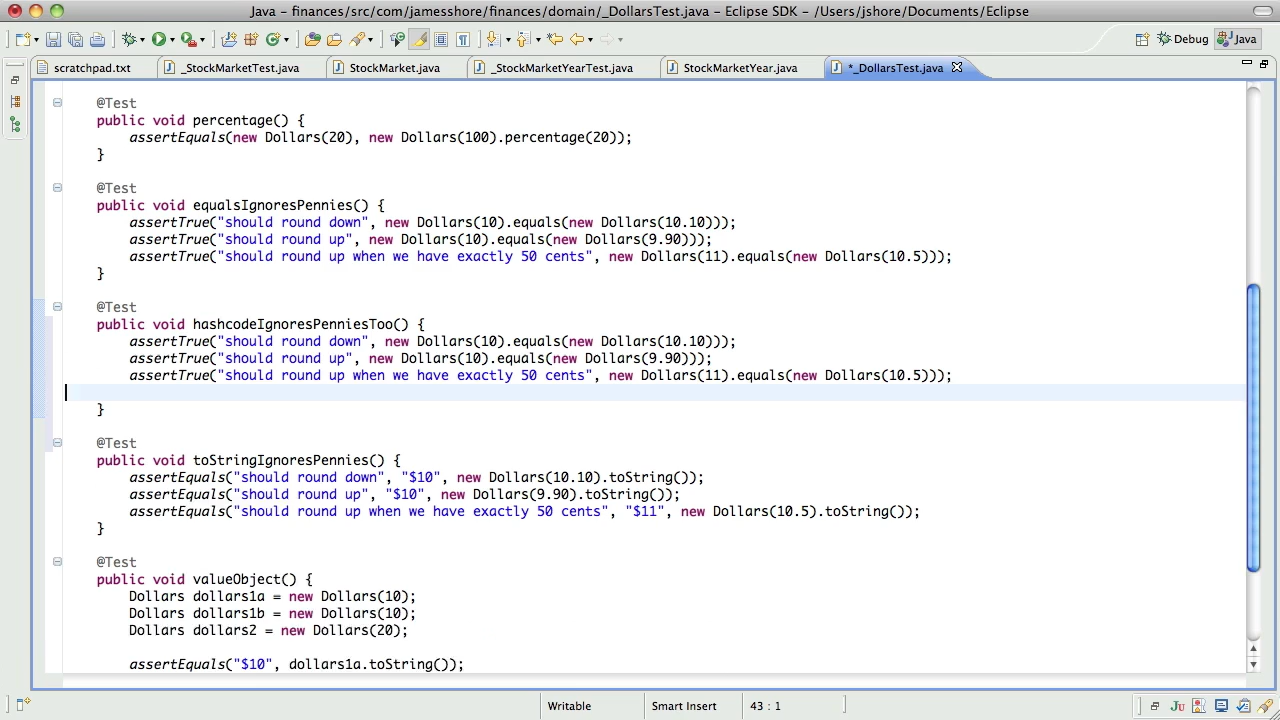 Java - finances/src/com/jamesshore/finances/domain/_DollarsTest.java - Eclipse SDK - /Users/jshore/Documents/Eclipse
Debug Java
scratchpad.txt _StockMarketTest.java StockMarket.java _StockMarketYearTest.java StockMarketYear.java *_DollarsTest.java
@Test
public void percentage() {
assertEquals(new Dollars(20), new Dollars(100).percentage(20));
}
@Test
public void equalsIgnoresPennies() {
assertTrue("should round down", new Dollars(10).equals(new Dollars(10.10)));
assertTrue("should round up", new Dollars(10).equals(new Dollars(9.90)));
assertTrue("should round up when we have exactly 50 cents", new Dollars(11).equals(new Dollars(10.5)));
}
@Test
public void hashcodeIgnoresPenniesToo() {
assertTrue("should round down", new Dollars(10).equals(new Dollars(10.10)));
assertTrue("should round up", new Dollars(10).equals(new Dollars(9.90)));
assertTrue("should round up when we have exactly 50 cents", new Dollars(11).equals(new Dollars(10.5)));
}
@Test
public void toStringIgnoresPennies() {
assertEquals("should round down", "$10", new Dollars(10.10).toString());
assertEquals("should round up", "$10", new Dollars(9.90).toString());
assertEquals("should round up when we have exactly 50 cents", "$11", new Dollars(10.5).toString());
}
@Test
public void valueObject() {
Dollars dollars1a = new Dollars(10);
Dollars dollars1b = new Dollars(10);
Dollars dollars2 = new Dollars(20);
assertEquals("$10", dollars1a.toString());
Writable Smart Insert 43 : 1